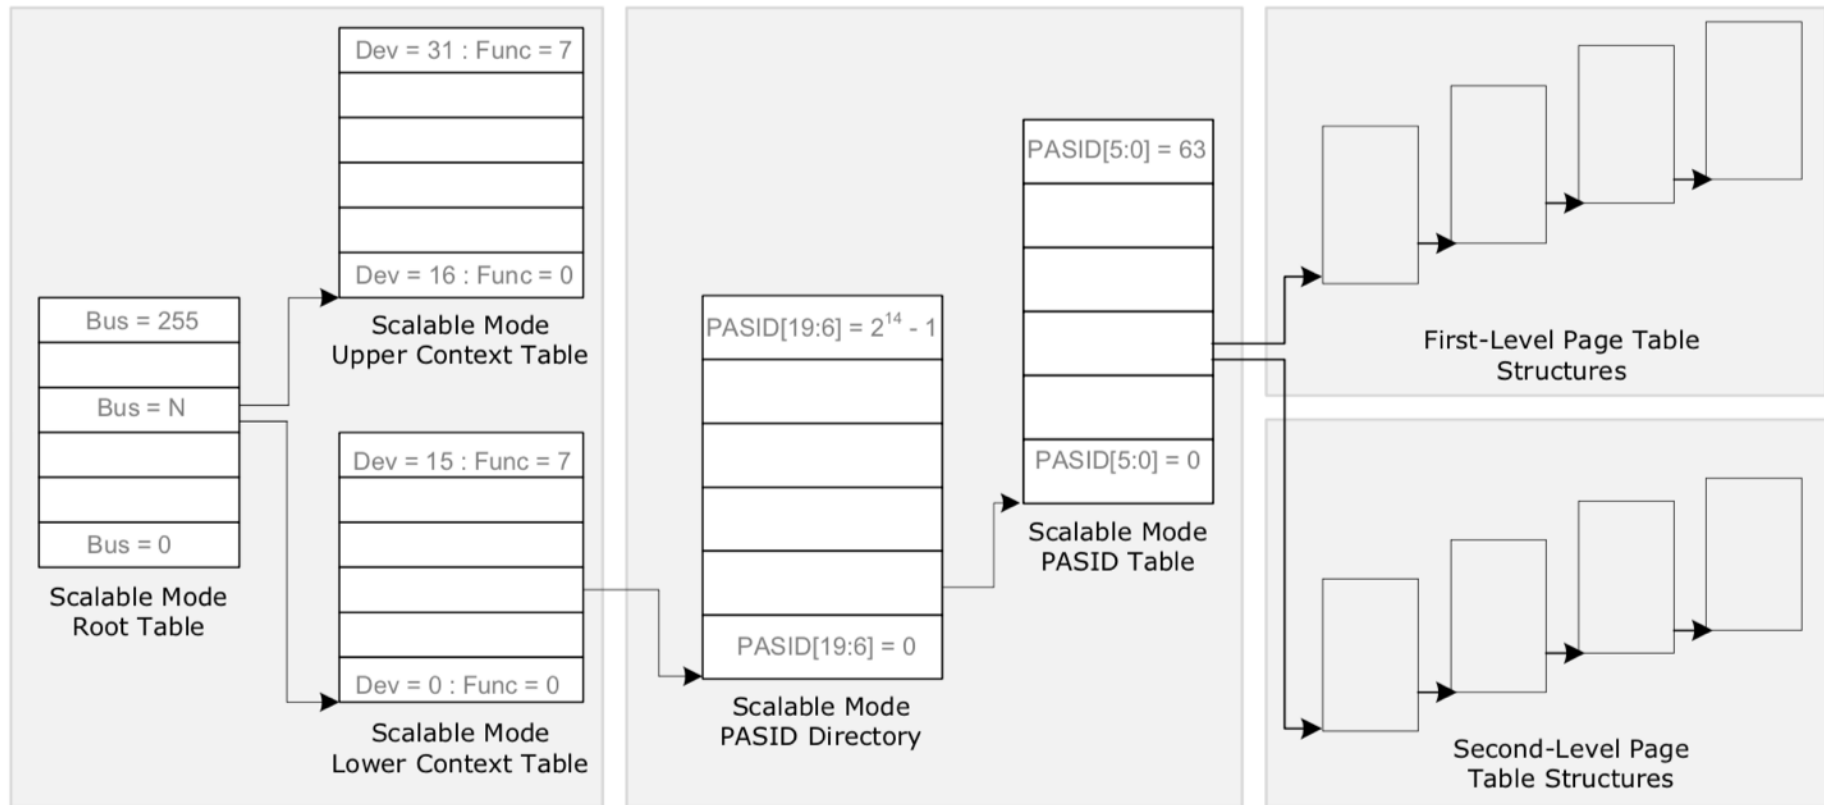 Dev = 31 : Func = 7
Dev = 16 : Func = 0
Scalable Mode
Upper Context Table
Bus = 255
Bus = N
Bus = 0
Scalable Mode
Root Table
Dev = 15 : Func = 7
Dev = 0 : Func = 0
Scalable Mode
Lower Context Table
PASID[19:6] = 2¹⁴ - 1
PASID[19:6] = 0
Scalable Mode
PASID Directory
PASID[5:0] = 63
PASID[5:0] = 0
Scalable Mode
PASID Table
First-Level Page Table
Structures
Second-Level Page
Table Structures